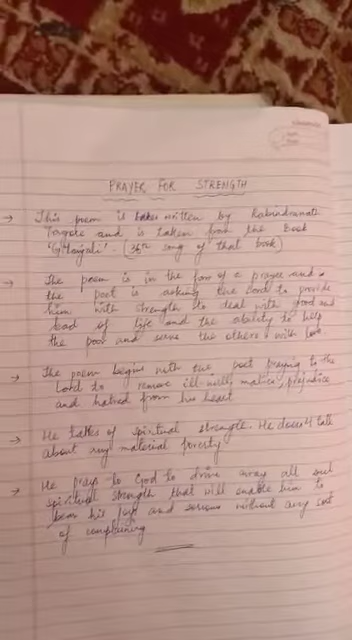 PRAYER FOR STRENGTH
→ This poem is written by Rabindranath
Tagore and is taken from the Book
'Gitanjali'. (36th song of that book)
→ The poem is in the form of a prayer and
the poet is asking the Lord to provide
him with strength to deal with good and
bad of life and the ability to help
the poor and serve the others with love
→ The poem begins with the poet praying to the
Lord to remove ill-will, malice, prejudice
and hatred from his heart
→ He talks of spiritual strength. He doesn't talk
about any material poverty
→ He prays to God to drive away all such
spiritual strength that will enable him to
bear his joys and sorrows without any
of complaining